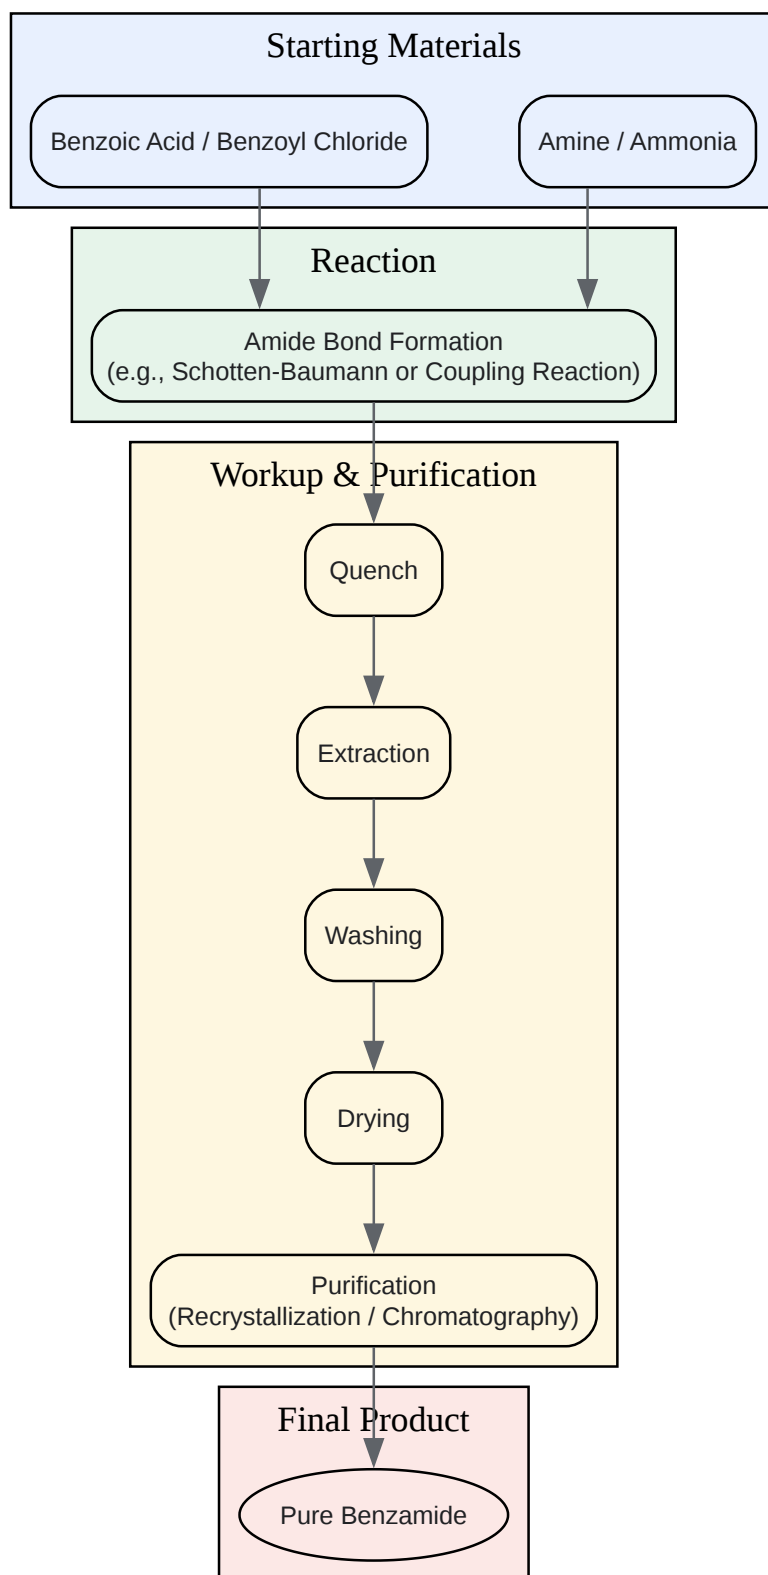 Starting Materials
Benzoic Acid / Benzoyl Chloride
Amine / Ammonia
Reaction
Amide Bond Formation
(e.g., Schotten-Baumann or Coupling Reaction)
Workup & Purification
Quench
Extraction
Washing
Drying
Purification
(Recrystallization / Chromatography)
Final Product
Pure Benzamide